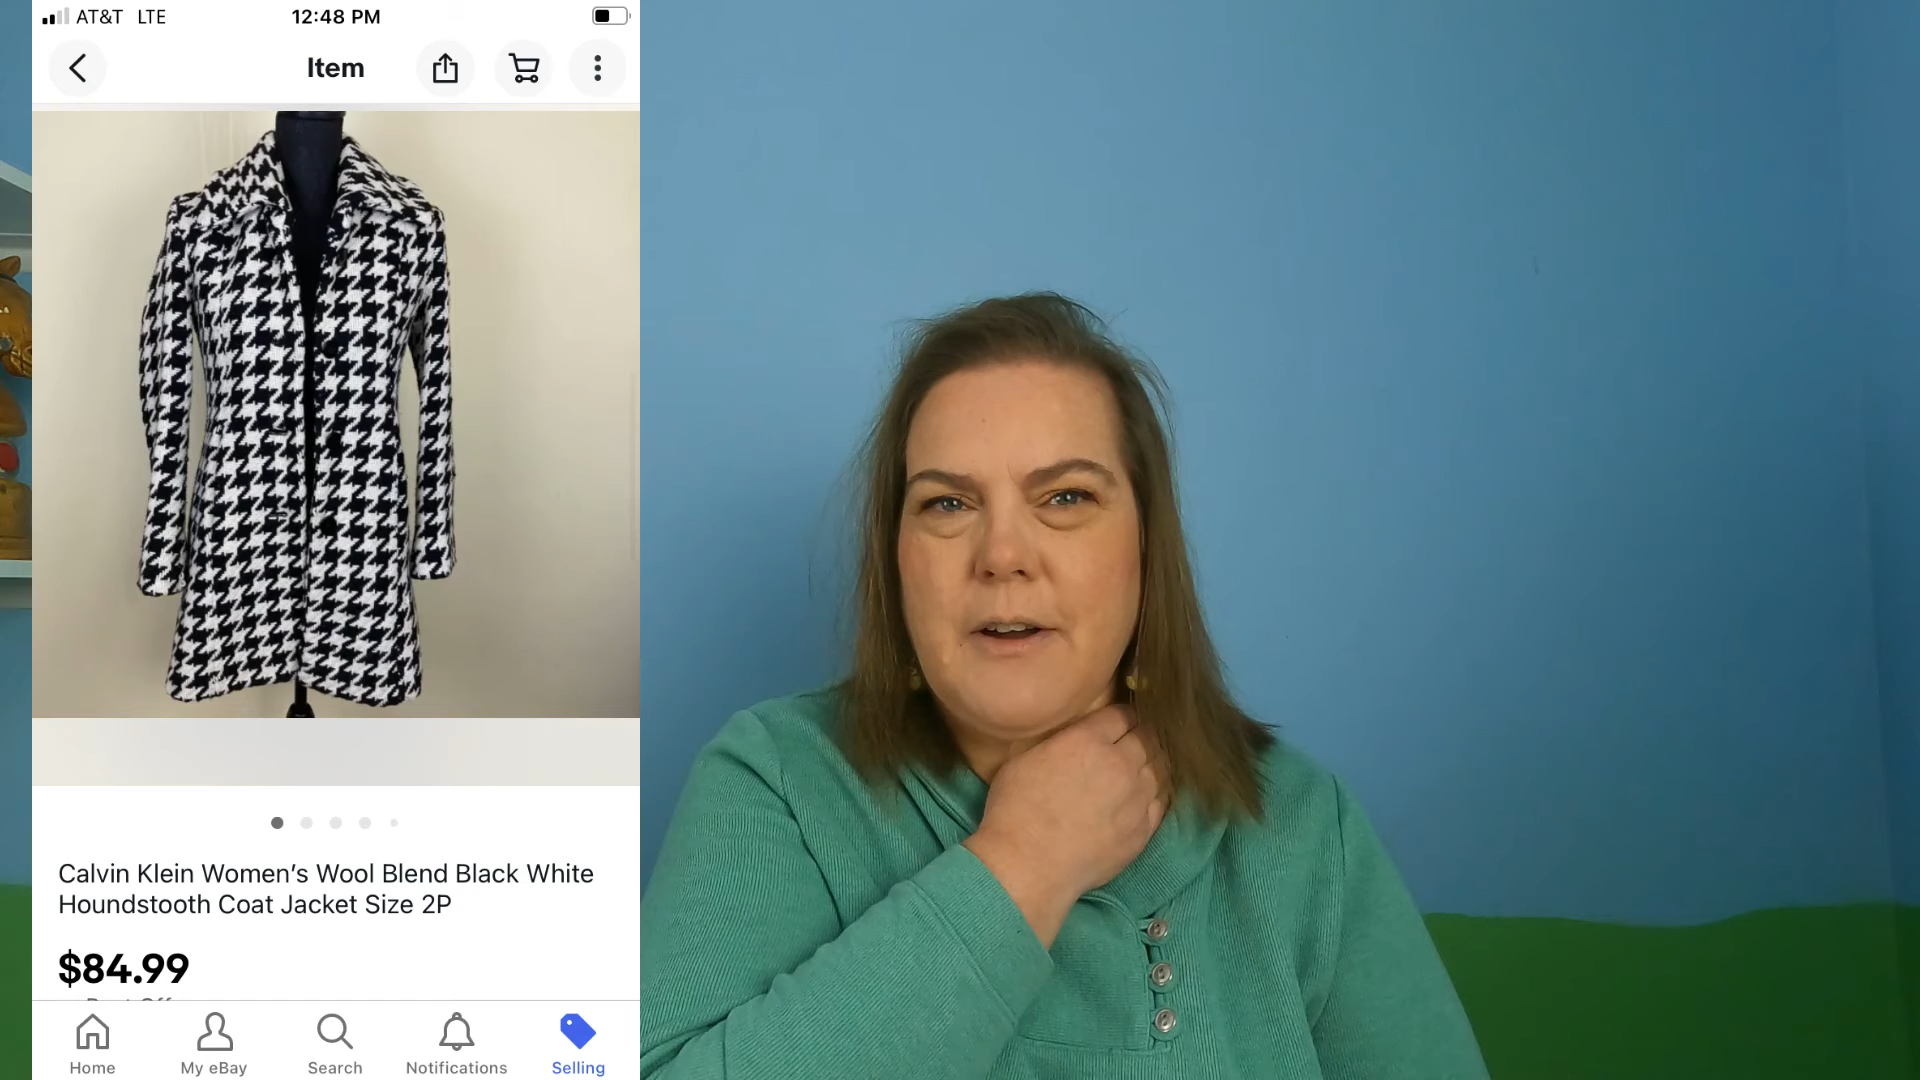 AT&T LTE 12:48 PM
Item
Calvin Klein Women's Wool Blend Black White
Houndstooth Coat Jacket Size 2P
$84.99
Home My eBay Search Notifications Selling